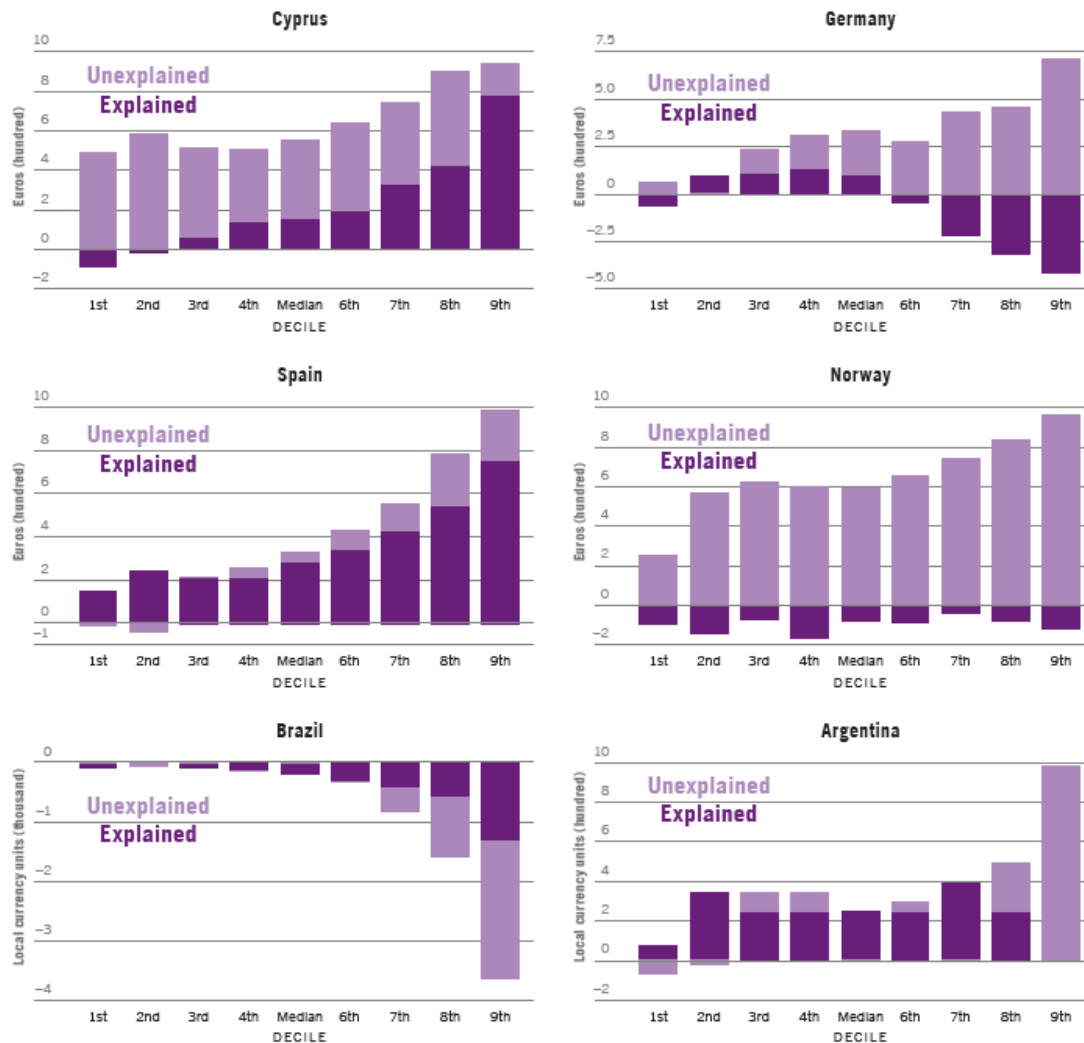 Cyprus
Euros (hundred)
10
8
6
4
2
0
−2
Unexplained
Explained
1st 2nd 3rd 4th Median 6th 7th 8th 9th
DECILE
Germany
Euros (hundred)
7.5
5.0
2.5
0
−2.5
−5.0
Unexplained
Explained
1st 2nd 3rd 4th Median 6th 7th 8th 9th
DECILE
Spain
Euros (hundred)
10
8
6
4
2
0
−1
Unexplained
Explained
1st 2nd 3rd 4th Median 6th 7th 8th 9th
DECILE
Norway
Euros (hundred)
10
8
6
4
2
0
−2
Unexplained
Explained
1st 2nd 3rd 4th Median 6th 7th 8th 9th
DECILE
Brazil
Local currency units (thousand)
0
−1
−2
−3
−4
Unexplained
Explained
1st 2nd 3rd 4th Median 6th 7th 8th 9th
DECILE
Argentina
Local currency units (hundred)
10
8
6
4
2
0
−2
Unexplained
Explained
1st 2nd 3rd 4th Median 6th 7th 8th 9th
DECILE